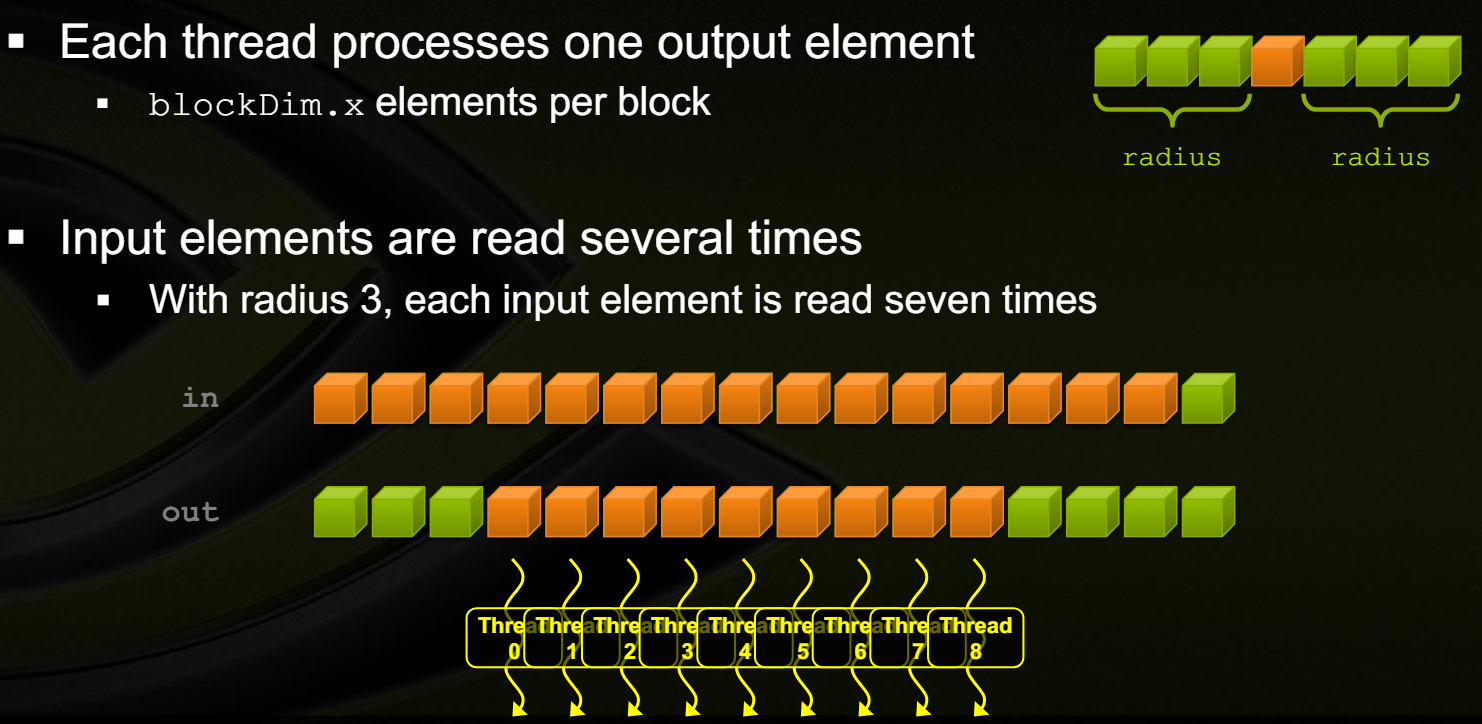 Each thread processes one output element
blockDim.x elements per block
radius radius
Input elements are read several times
With radius 3, each input element is read seven times
in
out
Thread Thread Thread Thread Thread Thread Thread Thread Thread
0 1 2 3 4 5 6 7 8